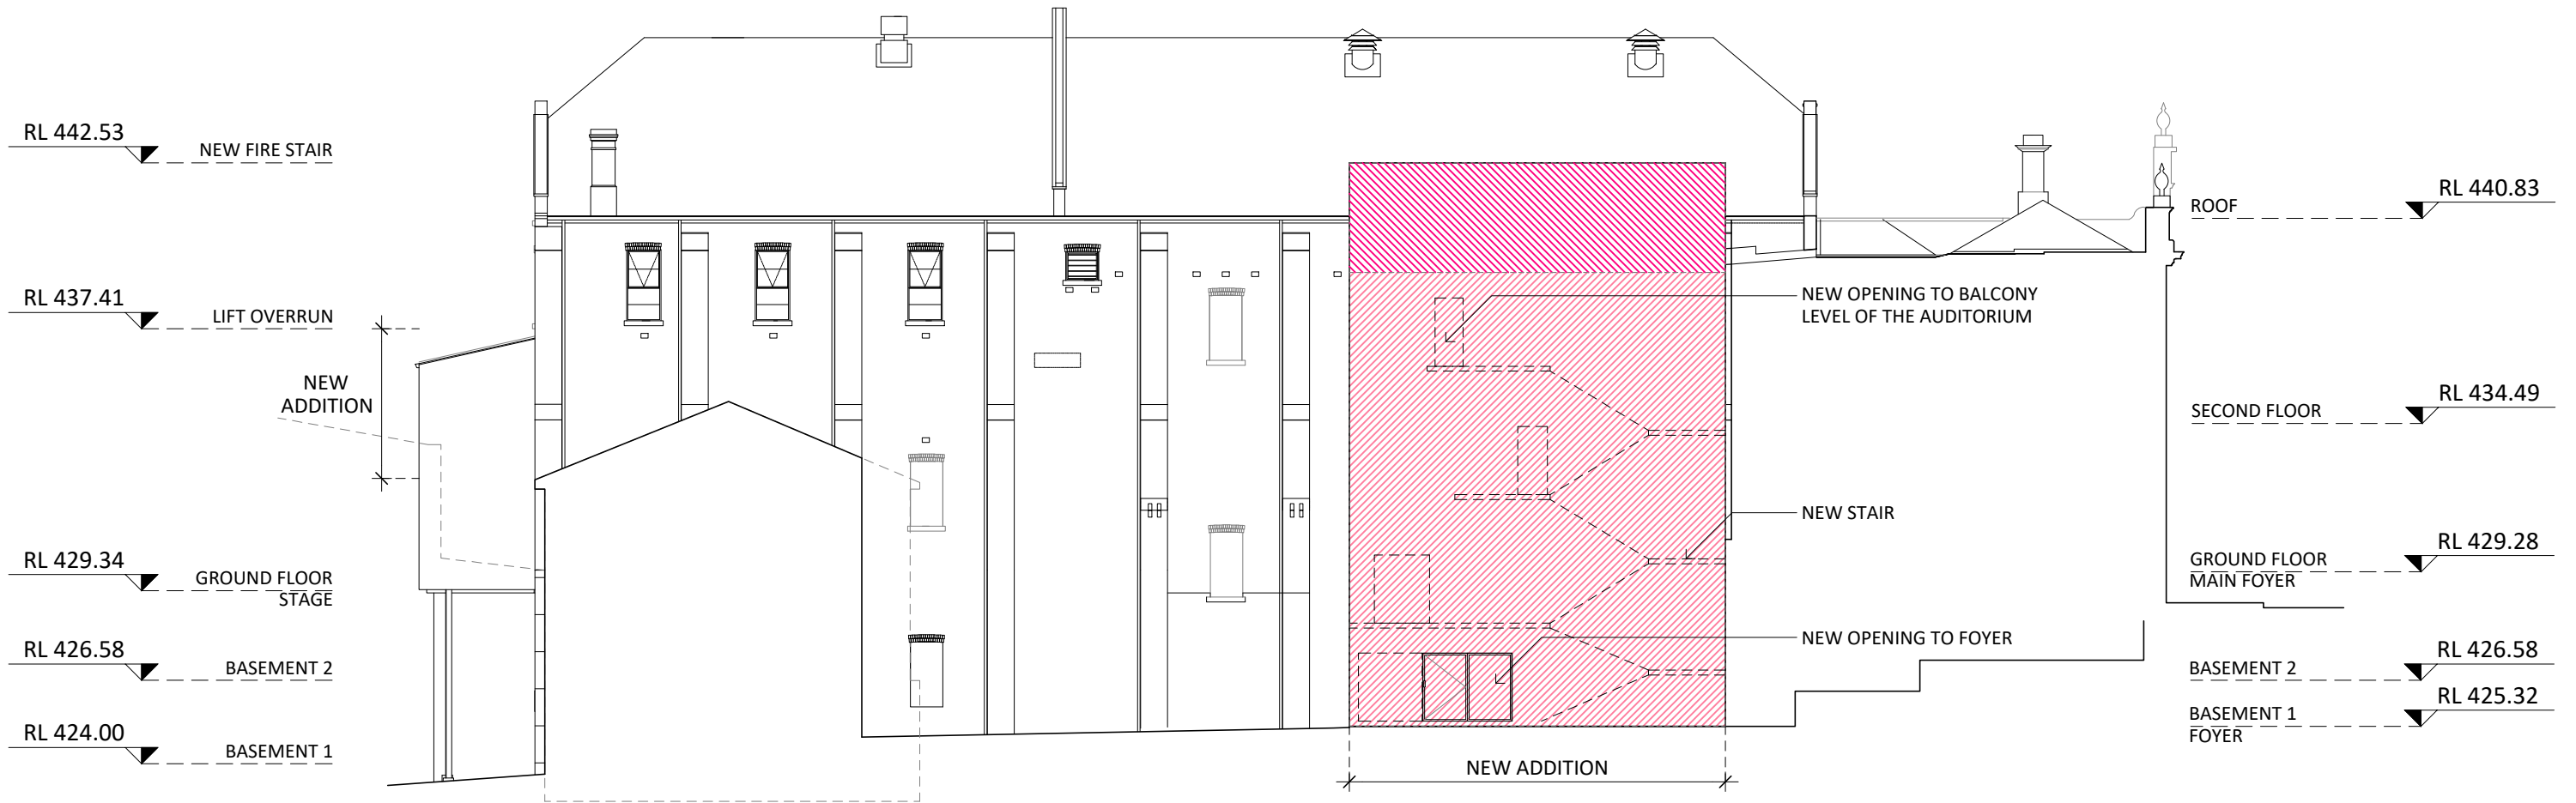 RL 442.53
NEW FIRE STAIR
RL 437.41
LIFT OVERRUN
NEW
ADDITION
RL 429.34
GROUND FLOOR
STAGE
RL 426.58
BASEMENT 2
RL 424.00
BASEMENT 1
NEW OPENING TO BALCONY
LEVEL OF THE AUDITORIUM
NEW STAIR
NEW OPENING TO FOYER
NEW ADDITION
RL 440.83
ROOF
RL 434.49
SECOND FLOOR
RL 429.28
GROUND FLOOR
MAIN FOYER
RL 426.58
BASEMENT 2
RL 425.32
BASEMENT 1
FOYER